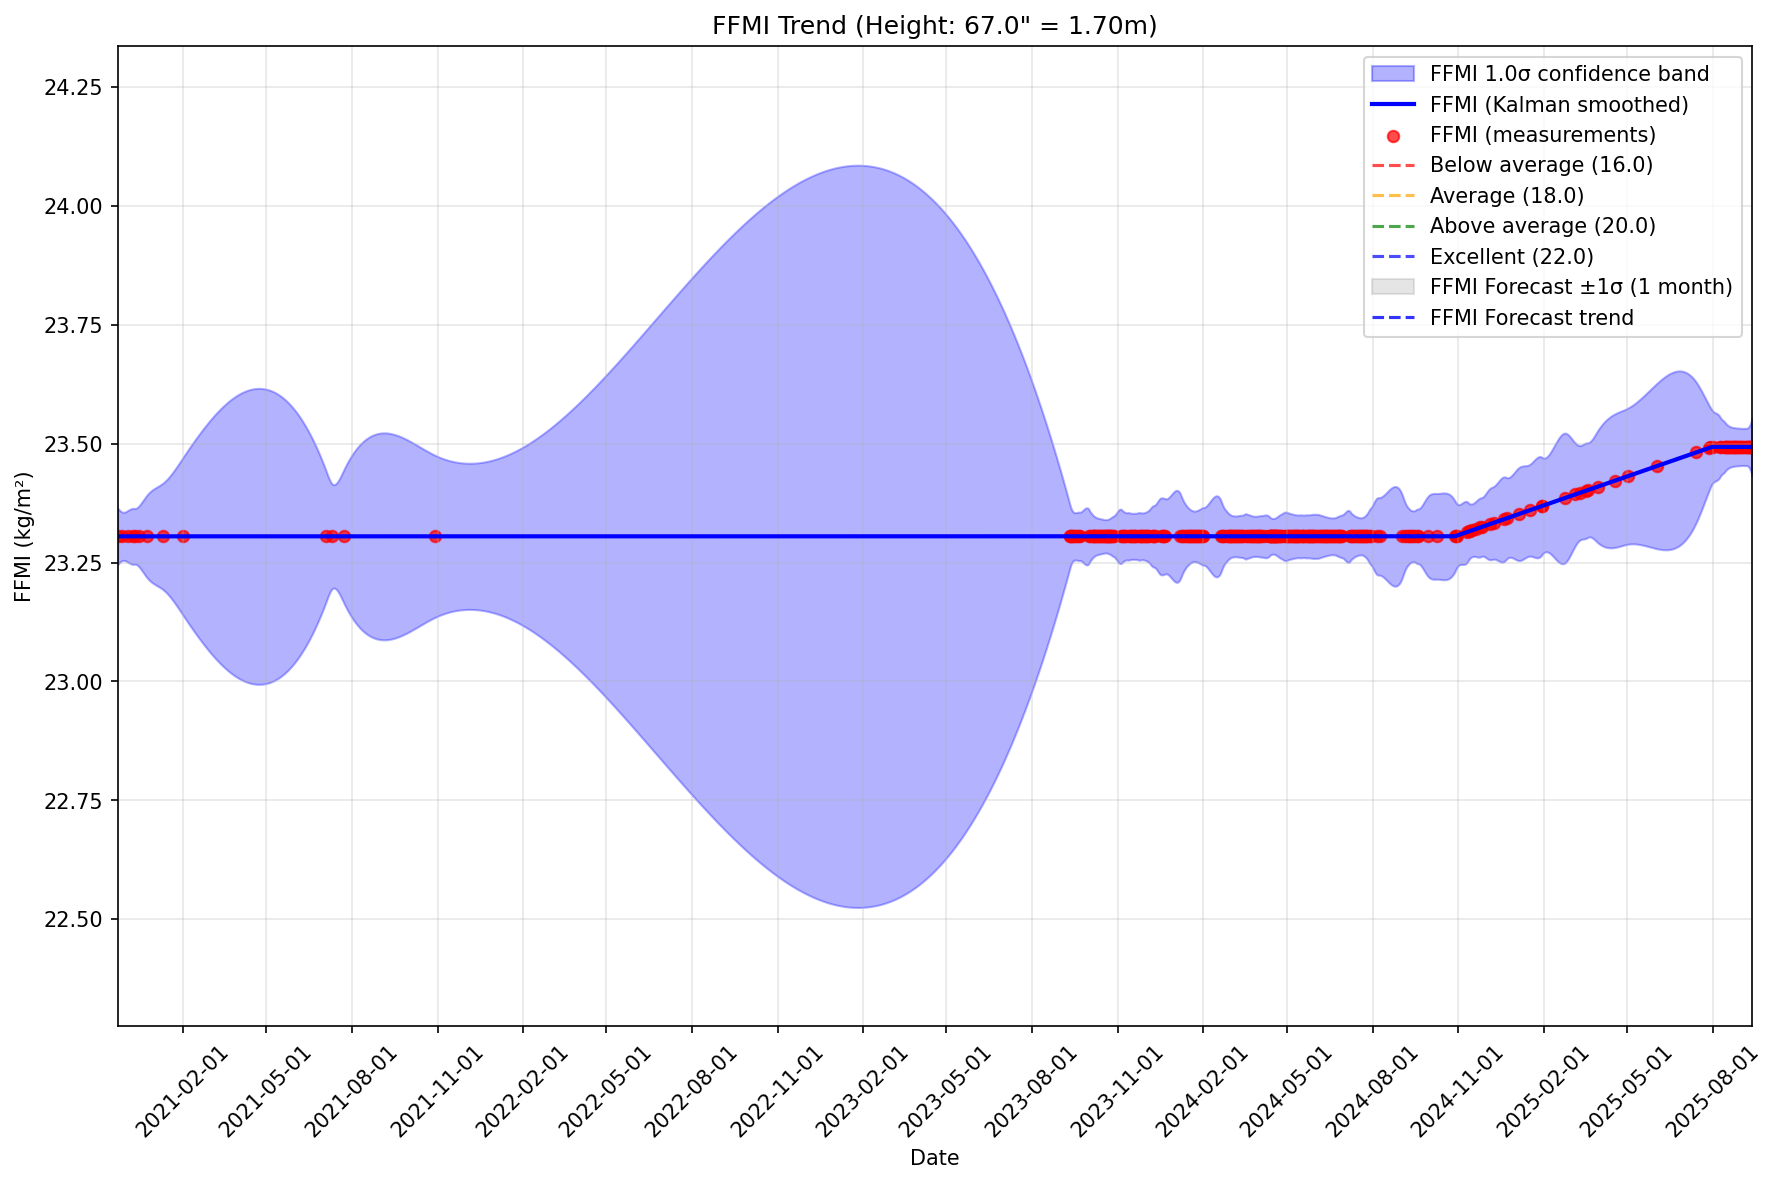 FFMI Trend (Height: 67.0" = 1.70m)
FFMI 1.0σ confidence band
FFMI (Kalman smoothed)
FFMI (measurements)
Below average (16.0)
Average (18.0)
Above average (20.0)
Excellent (22.0)
FFMI Forecast ±1σ (1 month)
FFMI Forecast trend
FFMI (kg/m²)
24.25
24.00
23.75
23.50
23.25
23.00
22.75
22.50
2021-02-01
2021-05-01
2021-08-01
2021-11-01
2022-02-01
2022-05-01
2022-08-01
2022-11-01
2023-02-01
2023-05-01
2023-08-01
2023-11-01
2024-02-01
2024-05-01
2024-08-01
2024-11-01
2025-02-01
2025-05-01
2025-08-01
Date